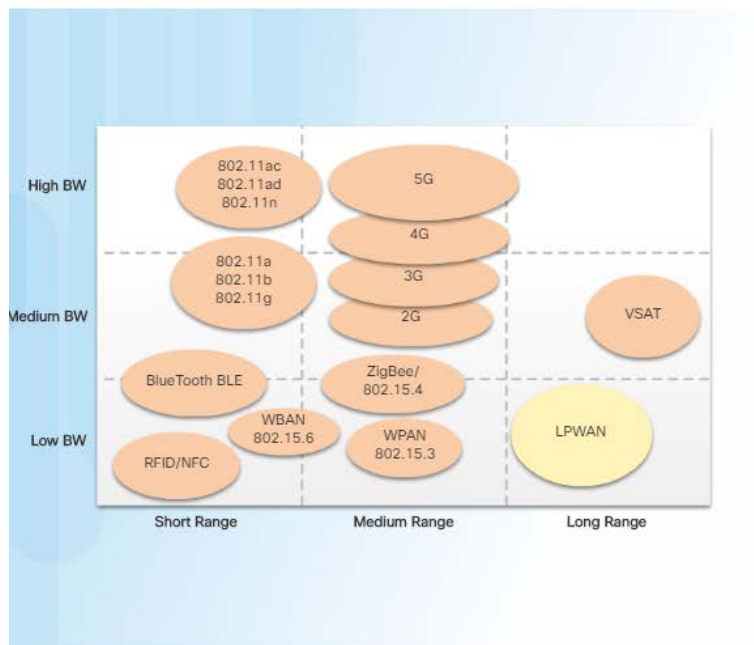 High BW
802.11ac
802.11ad
802.11n
5G
4G
Medium BW
802.11a
802.11b
802.11g
3G
2G
VSAT
Low BW
BlueTooth BLE
ZigBee/
802.15.4
WBAN
802.15.6
WPAN
802.15.3
RFID/NFC
LPWAN
Short Range
Medium Range
Long Range